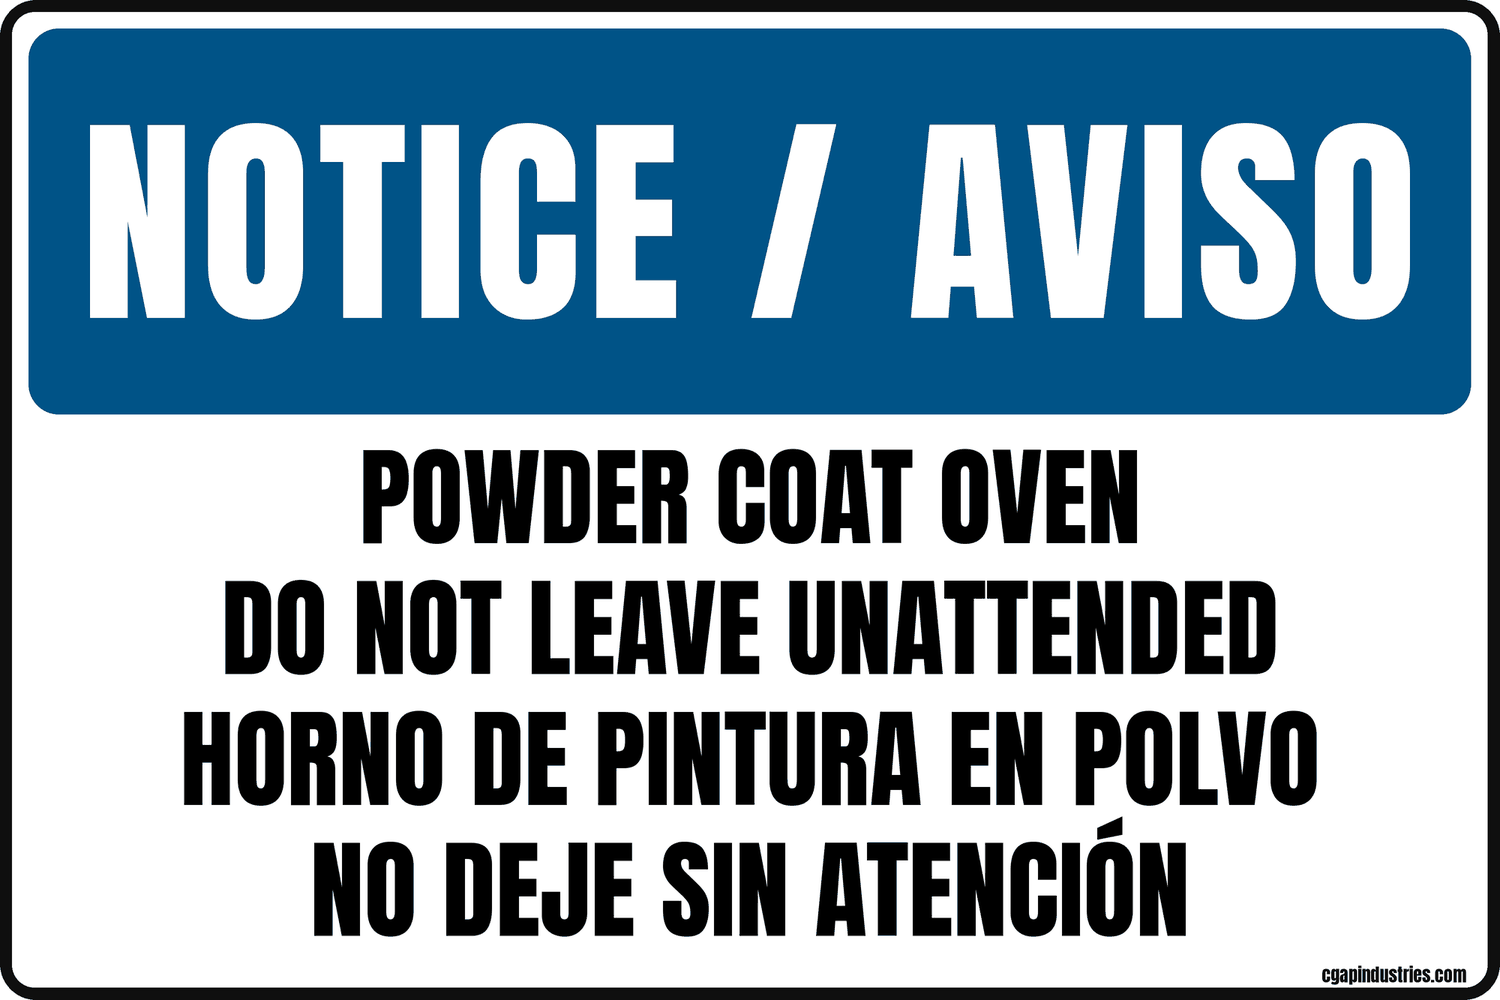 NOTICE / AVISO
POWDER COAT OVEN
DO NOT LEAVE UNATTENDED
HORNO DE PINTURA EN POLVO
NO DEJE SIN ATENCIÓN
cgapindustries.com